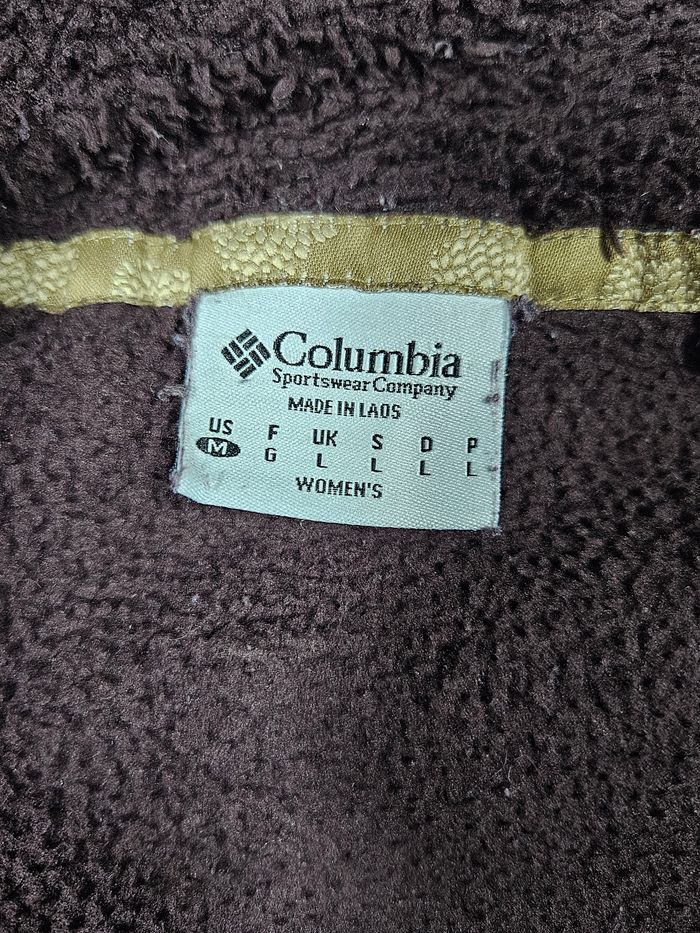 Columbia
Sportswear Company
MADE IN LAOS
US F UK S D P
M G L L L L
WOMEN'S